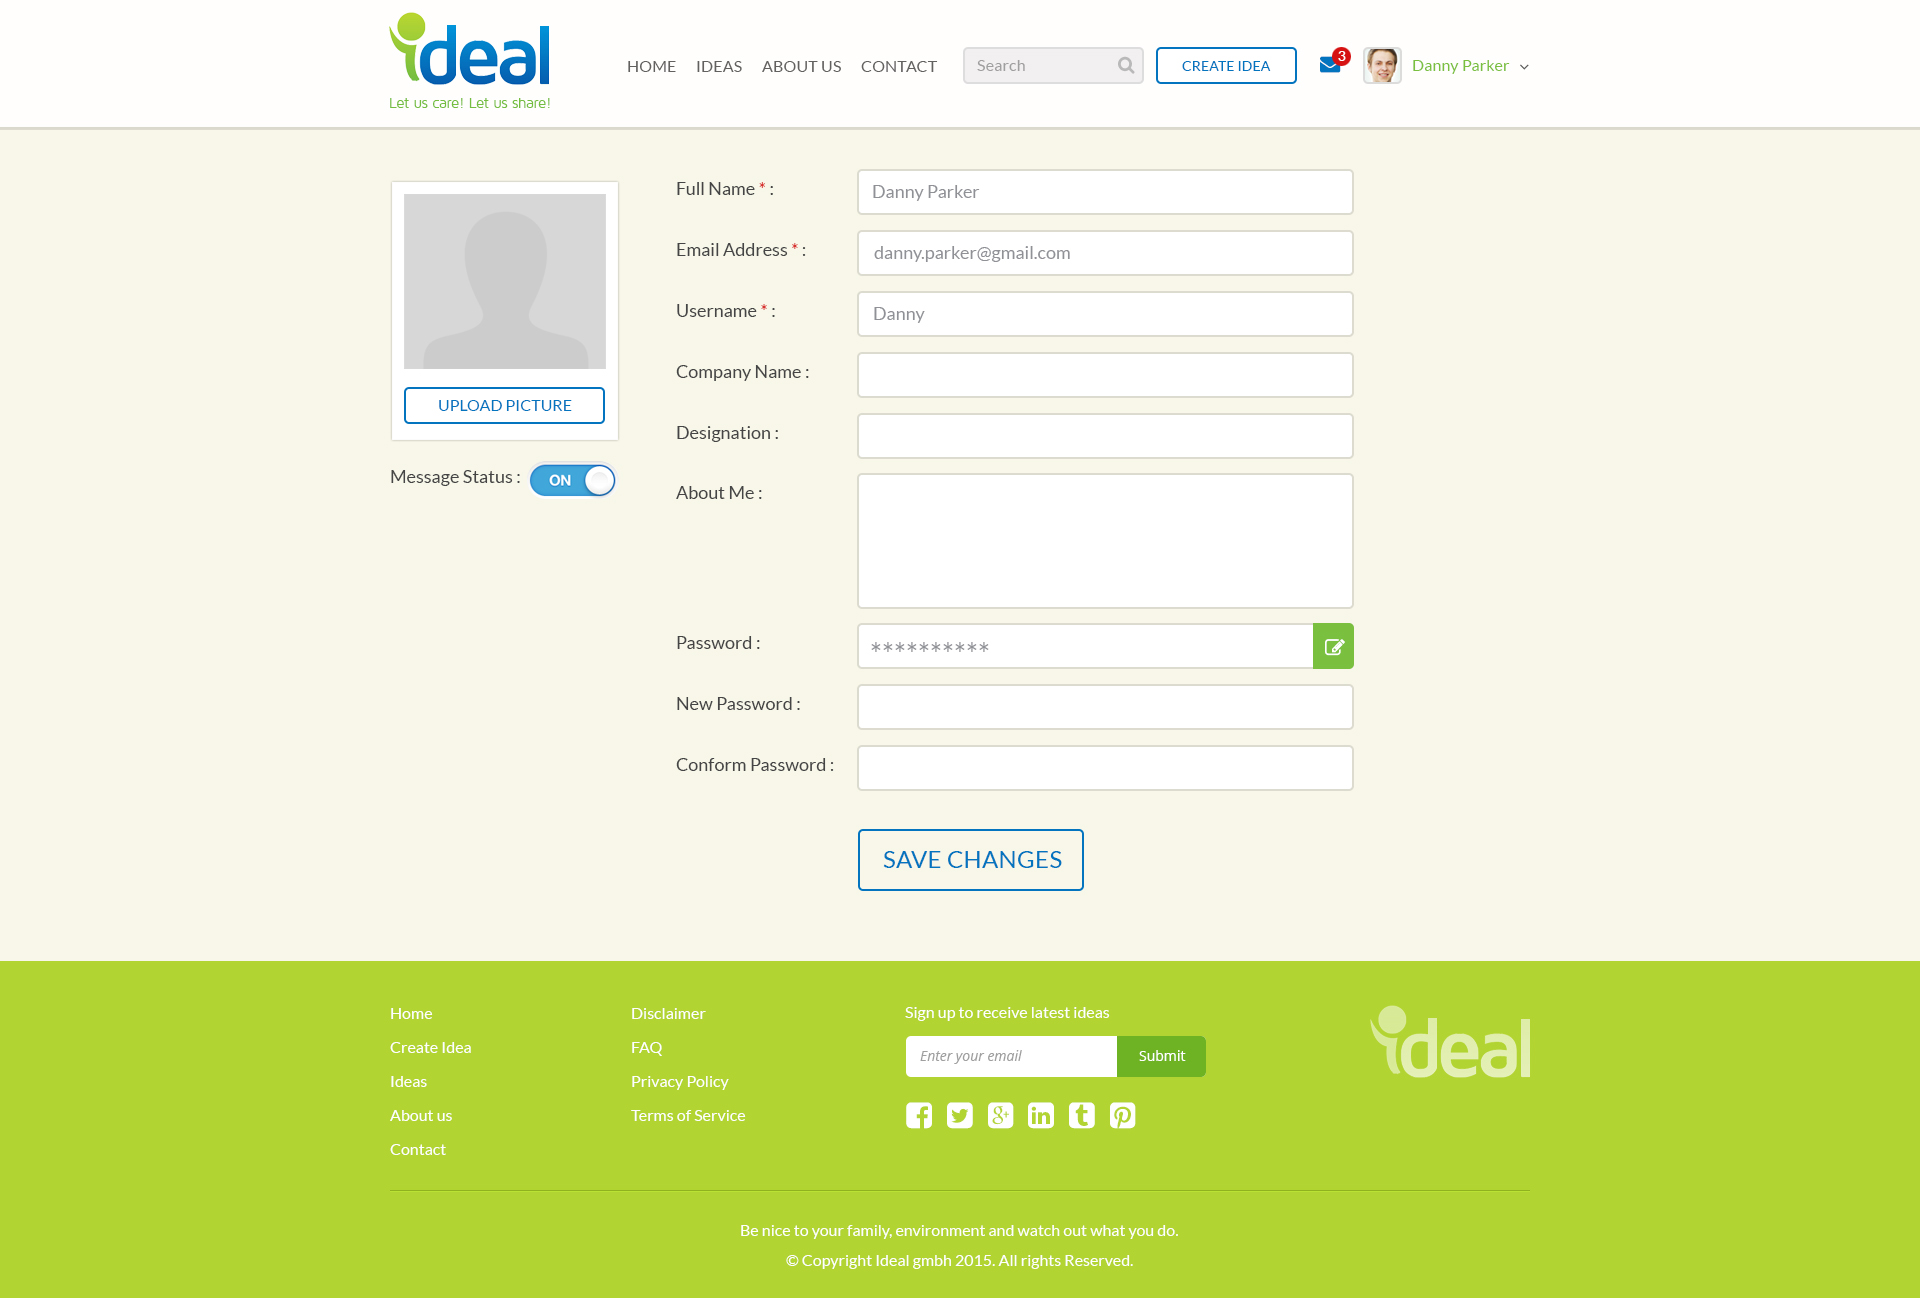 ideal
Let us care! Let us share!
HOME IDEAS ABOUT US CONTACT Search CREATE IDEA 3 Danny Parker
Full Name * : Danny Parker
Email Address * : danny.parker@gmail.com
Username * : Danny
Company Name :
Designation :
About Me :
UPLOAD PICTURE
Message Status : ON
Password : **********
New Password :
Conform Password :
SAVE CHANGES
Home
Create Idea
Ideas
About us
Contact
Disclaimer
FAQ
Privacy Policy
Terms of Service
Sign up to receive latest ideas
Enter your email Submit
ideal
Be nice to your family, environment and watch out what you do.
© Copyright Ideal gmbh 2015. All rights Reserved.